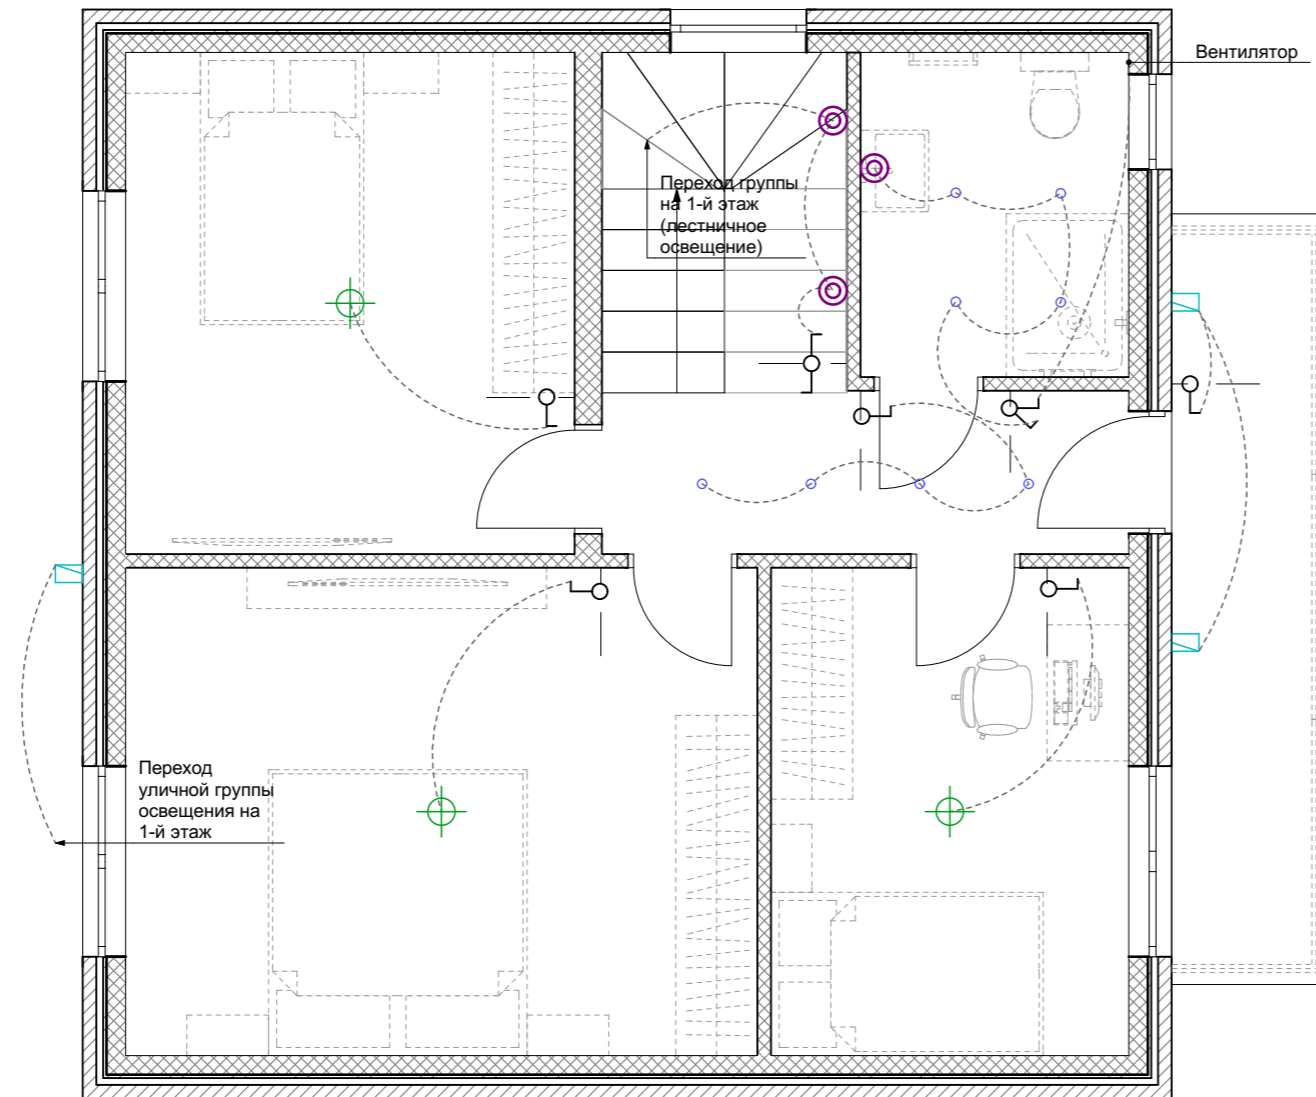 Вентилятор
Переход группы
на 1-й этаж
(лестничное
освещение)
Переход
уличной группы
освещения на
1-й этаж